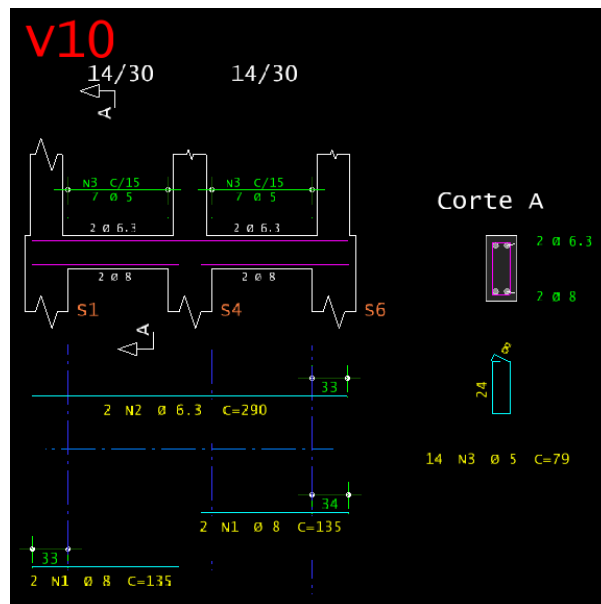 V10
14/30 14/30
A
N3 C/15 N3 C/15
7 Ø 5 7 Ø 5
2 Ø 6.3 2 Ø 6.3
2 Ø 8 2 Ø 8
S1 S4 S6
A
Corte A
2 Ø 6.3
2 Ø 8
8
24
14 N3 Ø 5 C=79
33
2 N2 Ø 6.3 C=290
34
2 N1 Ø 8 C=135
33
2 N1 Ø 8 C=135